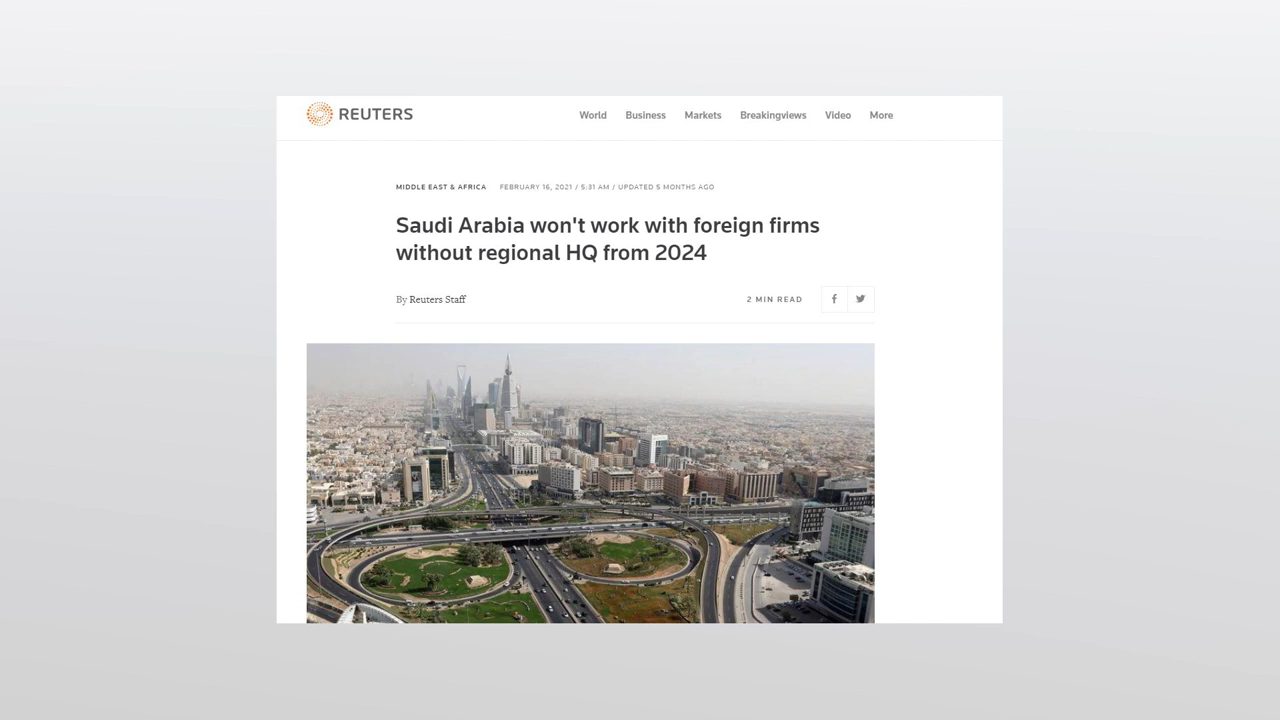 REUTERS
World Business Markets Breakingviews Video More
MIDDLE EAST & AFRICA FEBRUARY 16, 2021 / 5:31 AM / UPDATED 5 MONTHS AGO
Saudi Arabia won't work with foreign firms
without regional HQ from 2024
By Reuters Staff
2 MIN READ